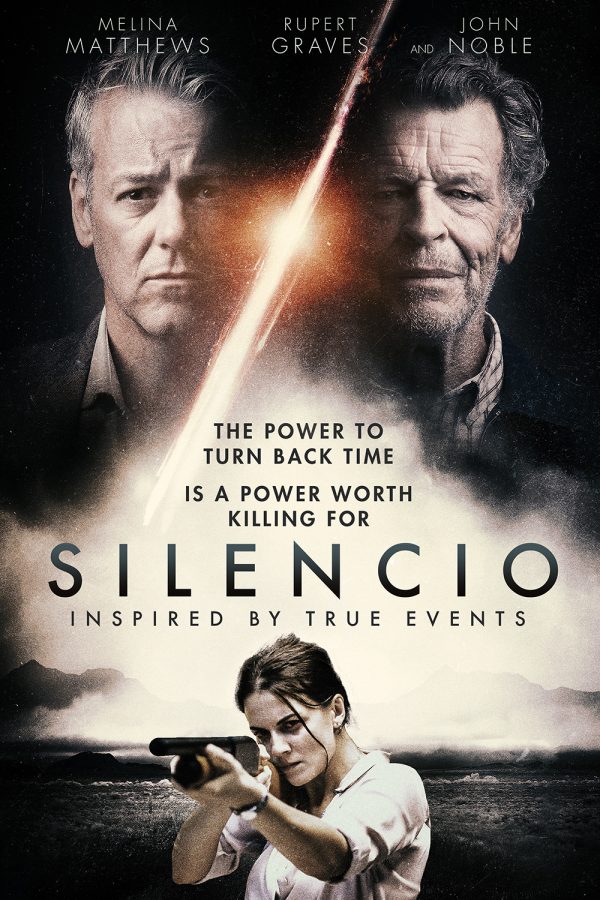 MELINA MATTHEWS
RUPERT GRAVES
AND JOHN NOBLE
THE POWER TO
TURN BACK TIME
IS A POWER WORTH
KILLING FOR
SILENCIO
INSPIRED BY TRUE EVENTS